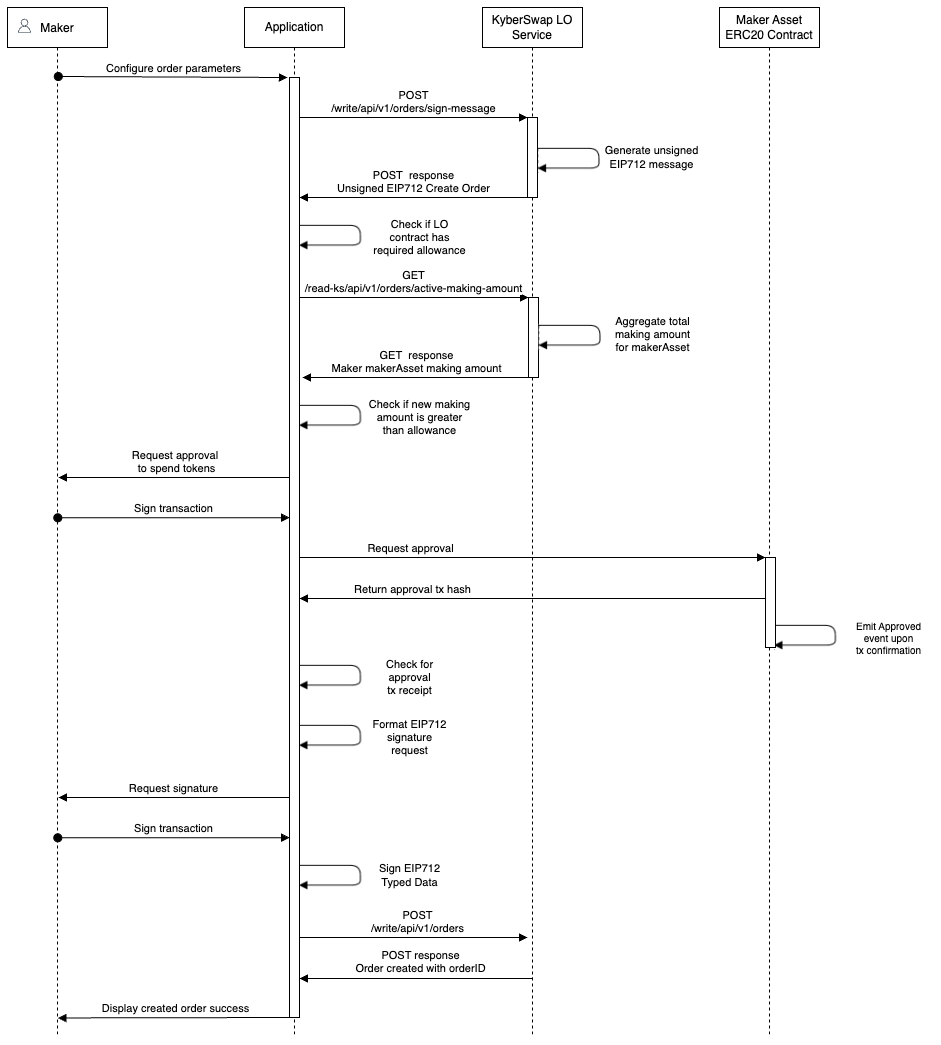 Maker
Application
KyberSwap LO
Service
Maker Asset
ERC20 Contract
Configure order parameters
POST
/write/api/v1/orders/sign-message
Generate unsigned
EIP712 message
POST response
Unsigned EIP712 Create Order
Check if LO
contract has
required allowance
GET
/read-ks/api/v1/orders/active-making-amount
Aggregate total
making amount
for makerAsset
GET response
Maker makerAsset making amount
Check if new making
amount is greater
than allowance
Request approval
to spend tokens
Sign transaction
Request approval
Return approval tx hash
Emit Approved
event upon
tx confirmation
Check for
approval
tx receipt
Format EIP712
signature
request
Request signature
Sign transaction
Sign EIP712
Typed Data
POST
/write/api/v1/orders
POST response
Order created with orderID
Display created order success